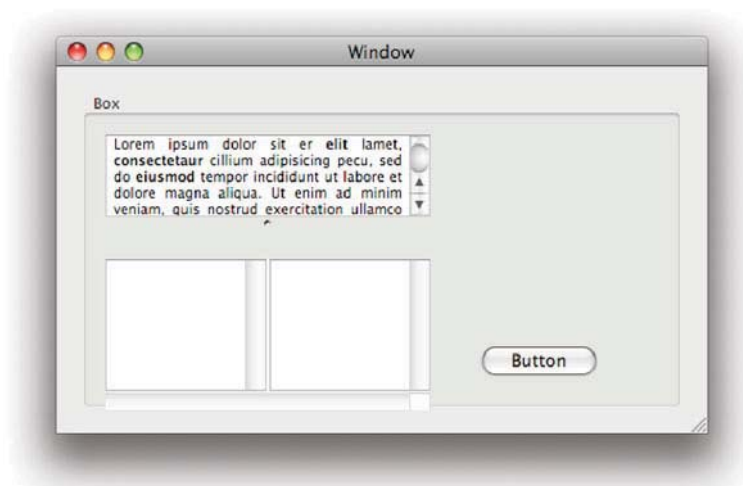 Window
Box
Lorem ipsum dolor sit er elit lamet,
consectetaur cillium adipisicing pecu, sed
do eiusmod tempor incididunt ut labore et
dolore magna aliqua. Ut enim ad minim
veniam, quis nostrud exercitation ullamco
Button